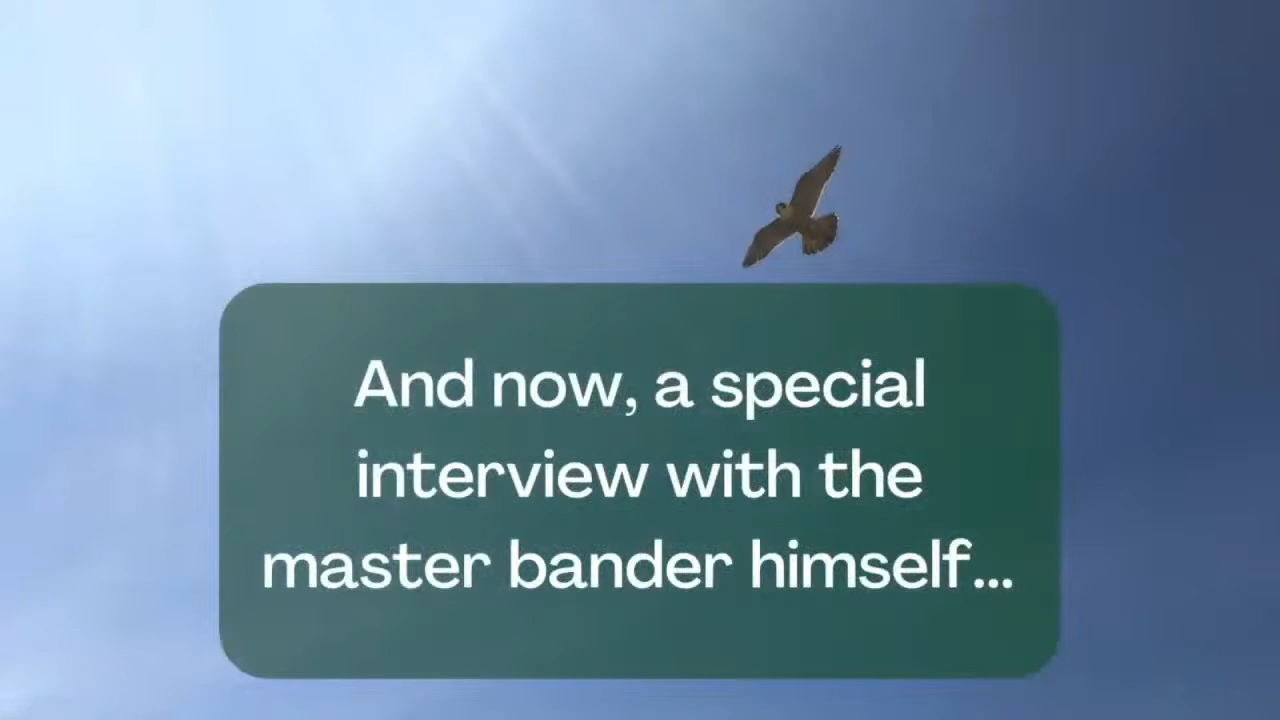 And now, a special
interview with the
master bander himself...